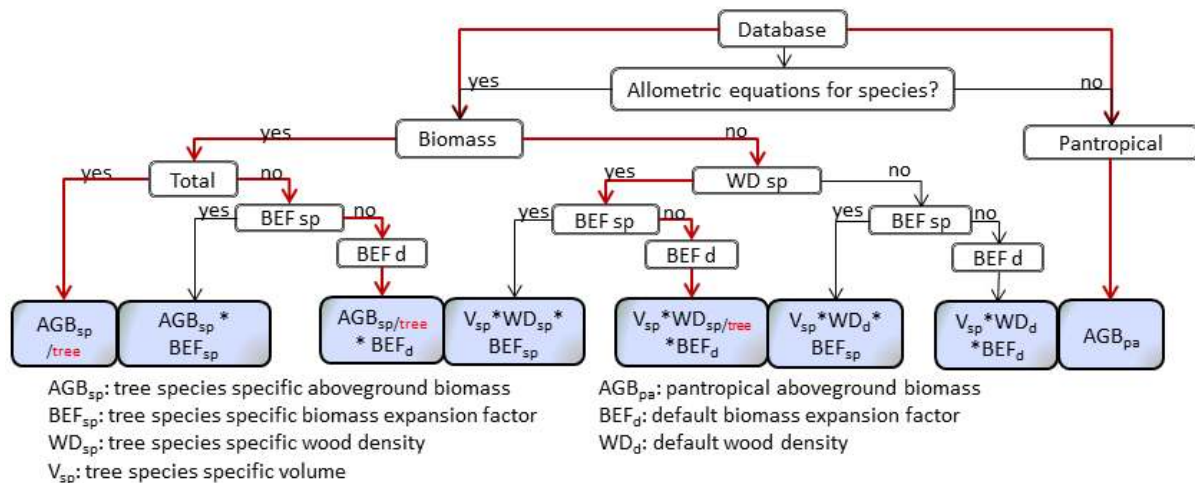 Database
yes Allometric equations for species? no
yes Biomass no Pantropical
yes Total no yes WD sp no
yes BEF sp no yes BEF sp no yes BEF sp no
BEF d BEF d BEF d
AGBsp
/tree
AGBsp *
BEFsp
AGBsp/tree
* BEFd
Vsp*WDsp*
BEFsp
Vsp*WDsp/tree
*BEFd
Vsp*WDd*
BEFsp
Vsp*WDd
*BEFd
AGBpa
AGBsp: tree species specific aboveground biomass
BEFsp: tree species specific biomass expansion factor
WDsp: tree species specific wood density
Vsp: tree species specific volume
AGBpa: pantropical aboveground biomass
BEFd: default biomass expansion factor
WDd: default wood density